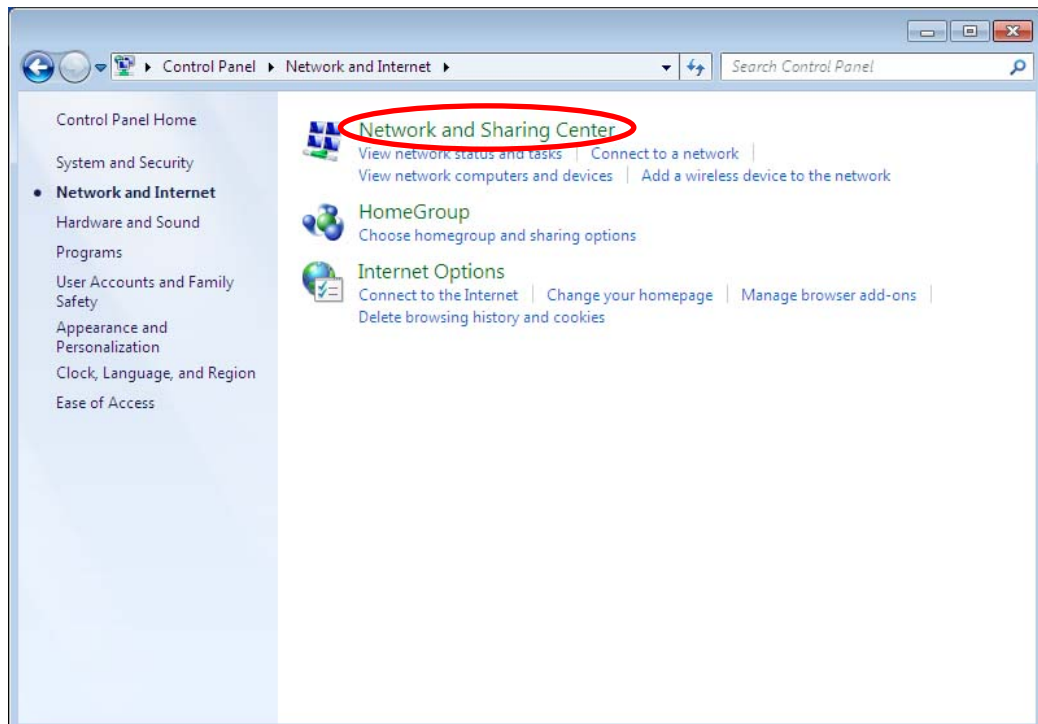 Control Panel Network and Internet Search Control Panel
Control Panel Home
System and Security
Network and Internet
Hardware and Sound
Programs
User Accounts and Family
Safety
Appearance and
Personalization
Clock, Language, and Region
Ease of Access
Network and Sharing Center
View network status and tasks Connect to a network
View network computers and devices Add a wireless device to the network
HomeGroup
Choose homegroup and sharing options
Internet Options
Connect to the Internet Change your homepage Manage browser add-ons
Delete browsing history and cookies